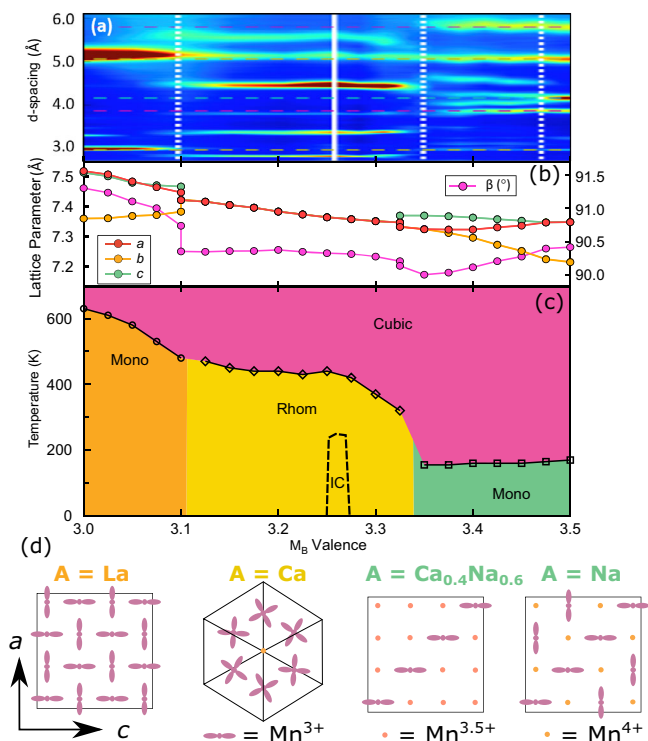 (a)
d-spacing (Å)
6.0
5.0
4.0
3.0
(b)
Lattice Parameter (Å)
7.5
7.4
7.3
7.2
β (°)
91.5
91.0
90.5
90.0
a
b
c
(c)
Temperature (K)
600
400
200
0
Cubic
Mono
Rhom
IC
Mono
3.0 3.1 3.2 3.3 3.4 3.5
M_B Valence
(d)
A = La A = Ca A = Ca₀.₄Na₀.₆ A = Na
a
c
= Mn³⁺ = Mn³·⁵⁺ = Mn⁴⁺